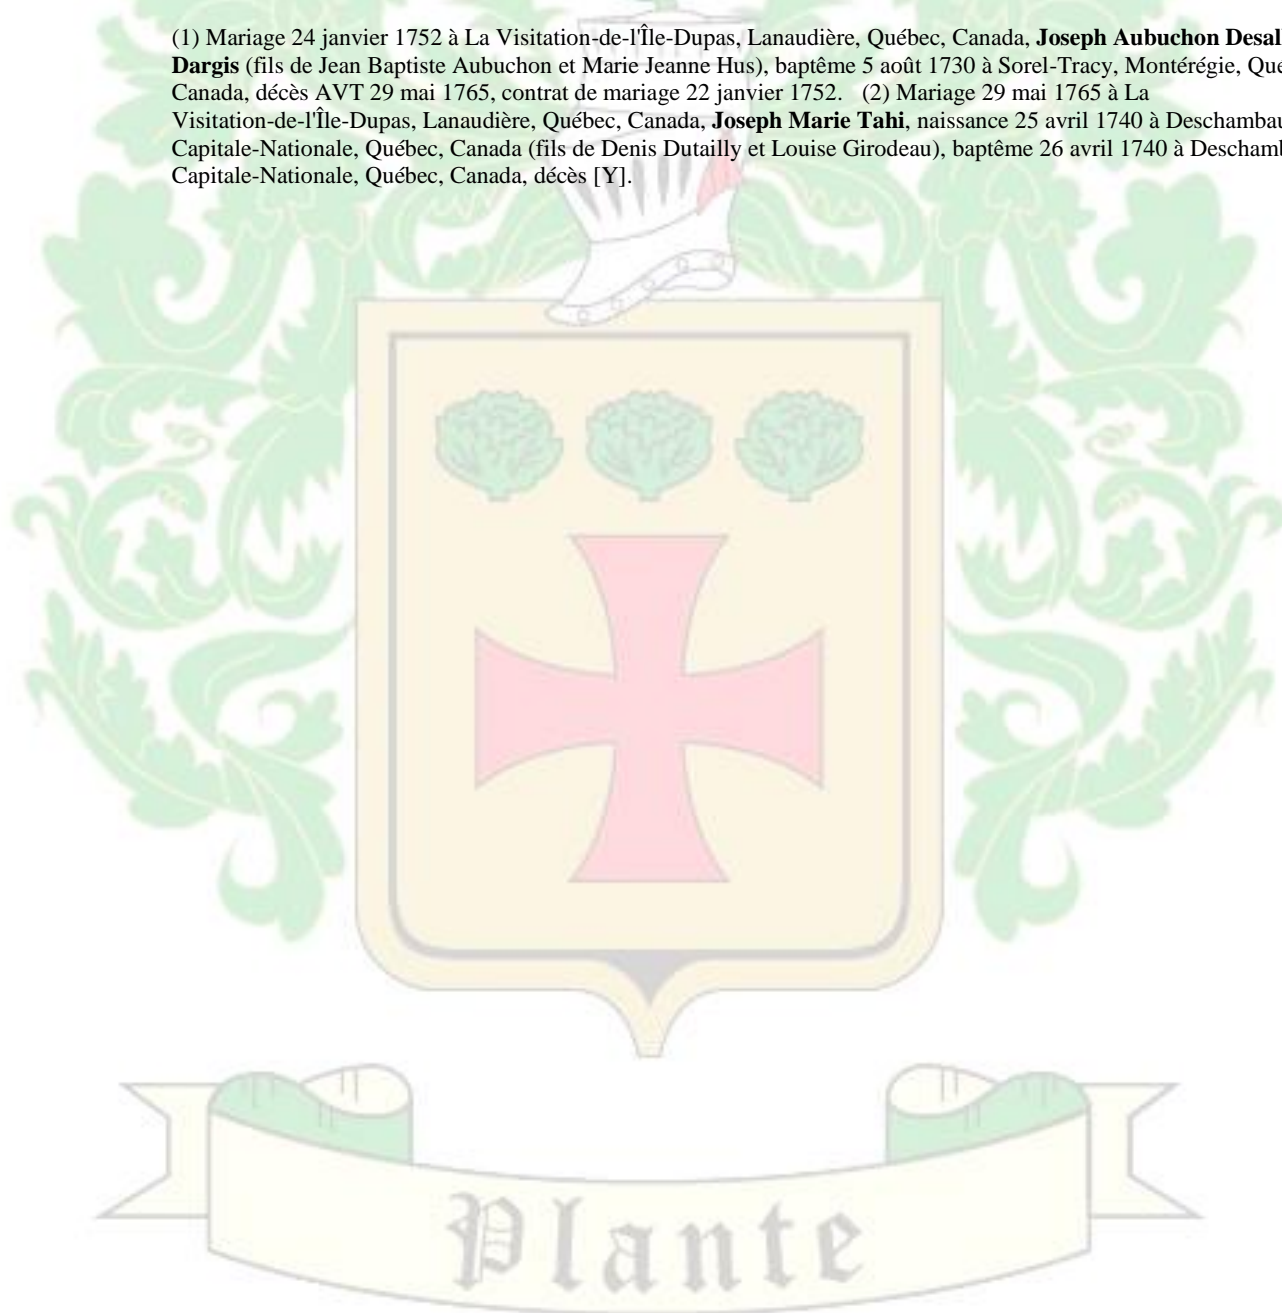 (1) Mariage 24 janvier 1752 à La Visitation-de-l'Île-Dupas, Lanaudière, Québec, Canada, Joseph Aubuchon Desal
Dargis (fils de Jean Baptiste Aubuchon et Marie Jeanne Hus), baptême 5 août 1730 à Sorel-Tracy, Montérégie, Qué
Canada, décès AVT 29 mai 1765, contrat de mariage 22 janvier 1752. (2) Mariage 29 mai 1765 à La
Visitation-de-l'Île-Dupas, Lanaudière, Québec, Canada, Joseph Marie Tahi, naissance 25 avril 1740 à Deschambau
Capitale-Nationale, Québec, Canada (fils de Denis Dutailly et Louise Girodeau), baptême 26 avril 1740 à Deschamb
Capitale-Nationale, Québec, Canada, décès [Y].
Plante